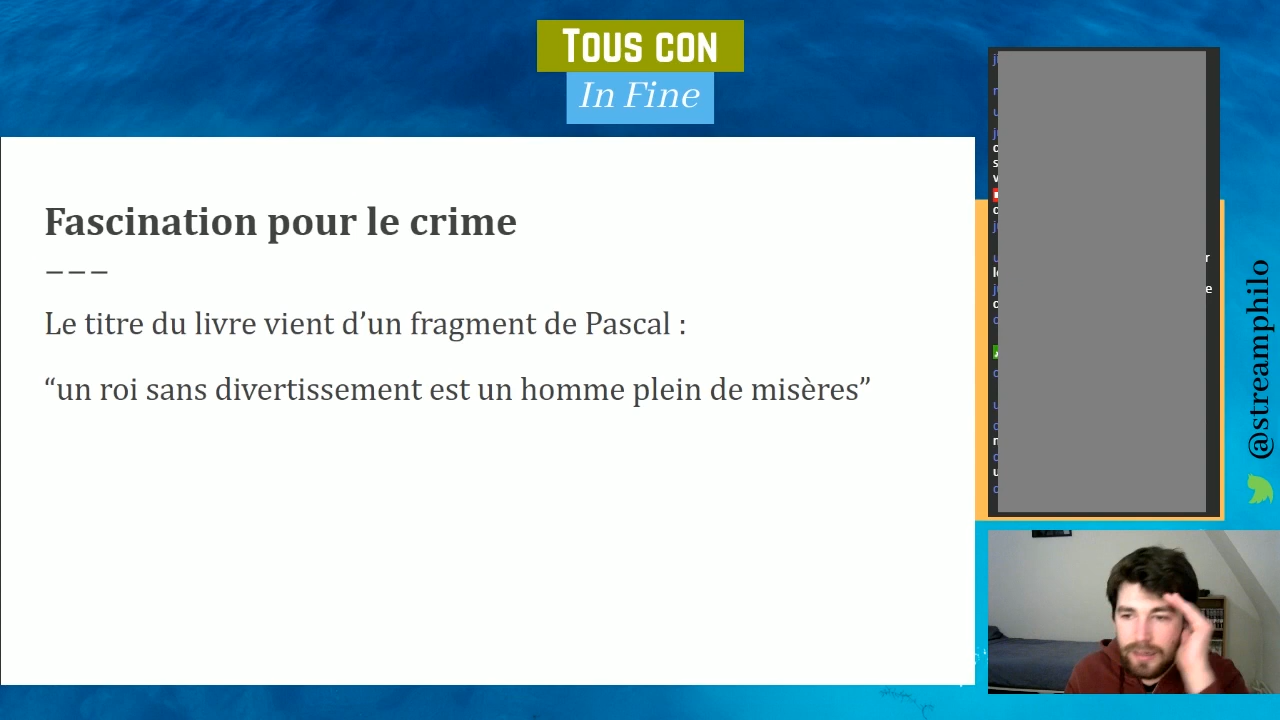 TOUS CON
In Fine
Fascination pour le crime
–––
Le titre du livre vient d’un fragment de Pascal :
“un roi sans divertissement est un homme plein de misères”
@streamphilo